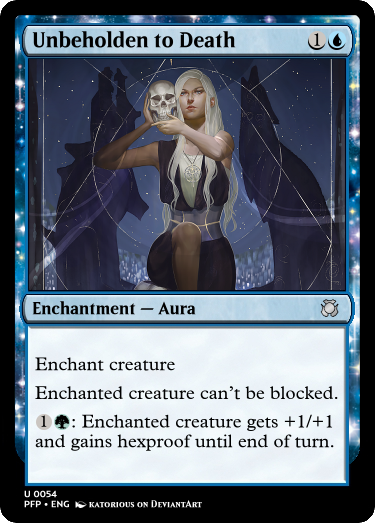 Unbeholden to Death 1
Enchantment — Aura
Enchant creature
Enchanted creature can't be blocked.
1: Enchanted creature gets +1/+1
and gains hexproof until end of turn.
U 0054
PFP • ENG KATORIOUS ON DEVIANTART